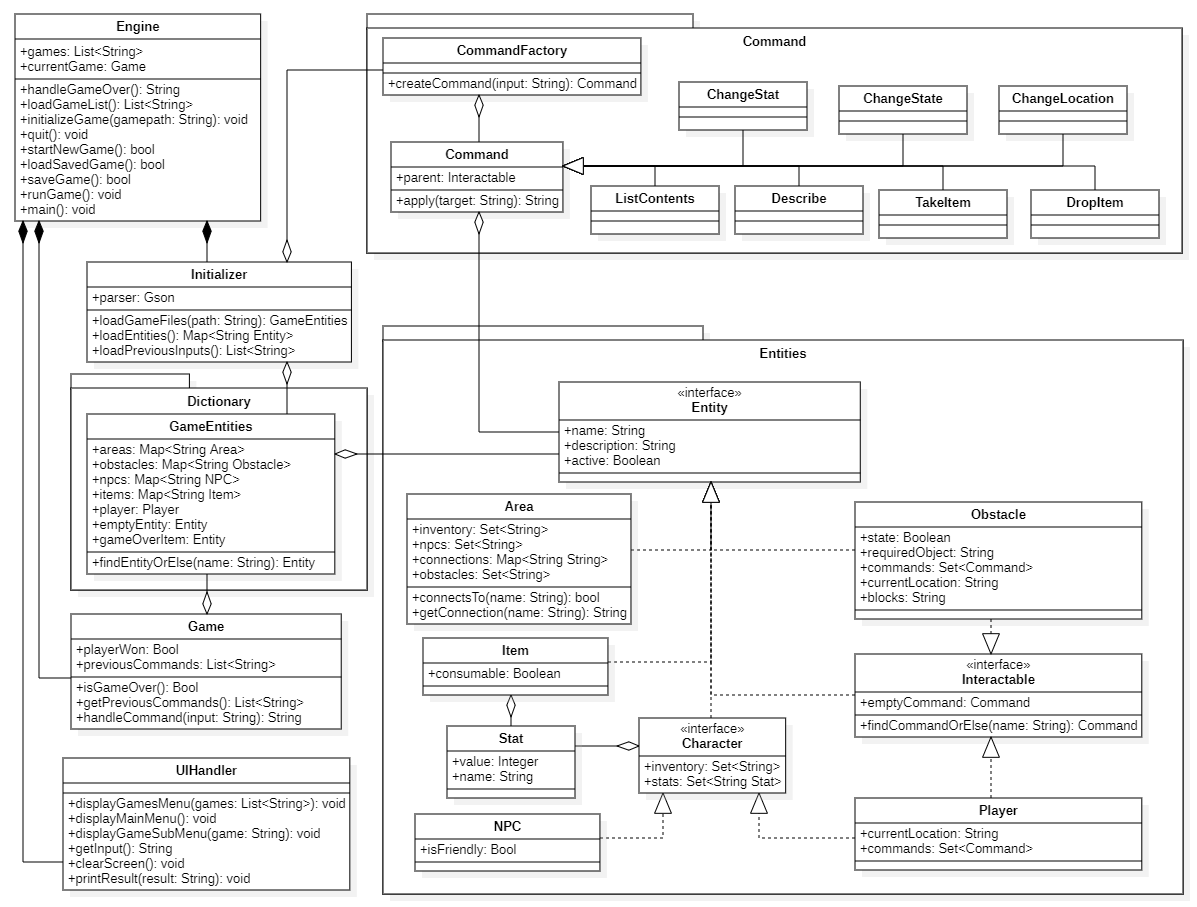 Engine
+games: List<String>
+currentGame: Game
+handleGameOver(): String
+loadGameList(): List<String>
+initializeGame(gamepath: String): void
+quit(): void
+startNewGame(): bool
+loadSavedGame(): bool
+saveGame(): bool
+runGame(): void
+main(): void
Command
CommandFactory
+createCommand(input: String): Command
Command
+parent: Interactable
+apply(target: String): String
ChangeStat
ChangeState
ChangeLocation
ListContents
Describe
TakeItem
DropItem
Initializer
+parser: Gson
+loadGameFiles(path: String): GameEntities
+loadEntities(): Map<String Entity>
+loadPreviousInputs(): List<String>
Dictionary
GameEntities
+areas: Map<String Area>
+obstacles: Map<String Obstacle>
+npcs: Map<String NPC>
+items: Map<String Item>
+player: Player
+emptyEntity: Entity
+gameOverItem: Entity
+findEntityOrElse(name: String): Entity
Game
+playerWon: Bool
+previousCommands: List<String>
+isGameOver(): Bool
+getPreviousCommands(): List<String>
+handleCommand(input: String): String
UIHandler
+displayGamesMenu(games: List<String>): void
+displayMainMenu(): void
+displayGameSubMenu(game: String): void
+getInput(): String
+clearScreen(): void
+printResult(result: String): void
Entities
«interface»
Entity
+name: String
+description: String
+active: Boolean
Area
+inventory: Set<String>
+npcs: Set<String>
+connections: Map<String String>
+obstacles: Set<String>
+connectsTo(name: String): bool
+getConnection(name: String): String
Obstacle
+state: Boolean
+requiredObject: String
+commands: Set<Command>
+currentLocation: String
+blocks: String
Item
+consumable: Boolean
«interface»
Interactable
+emptyCommand: Command
+findCommandOrElse(name: String): Command
Stat
+value: Integer
+name: String
«interface»
Character
+inventory: Set<String>
+stats: Set<String Stat>
NPC
+isFriendly: Bool
Player
+currentLocation: String
+commands: Set<Command>